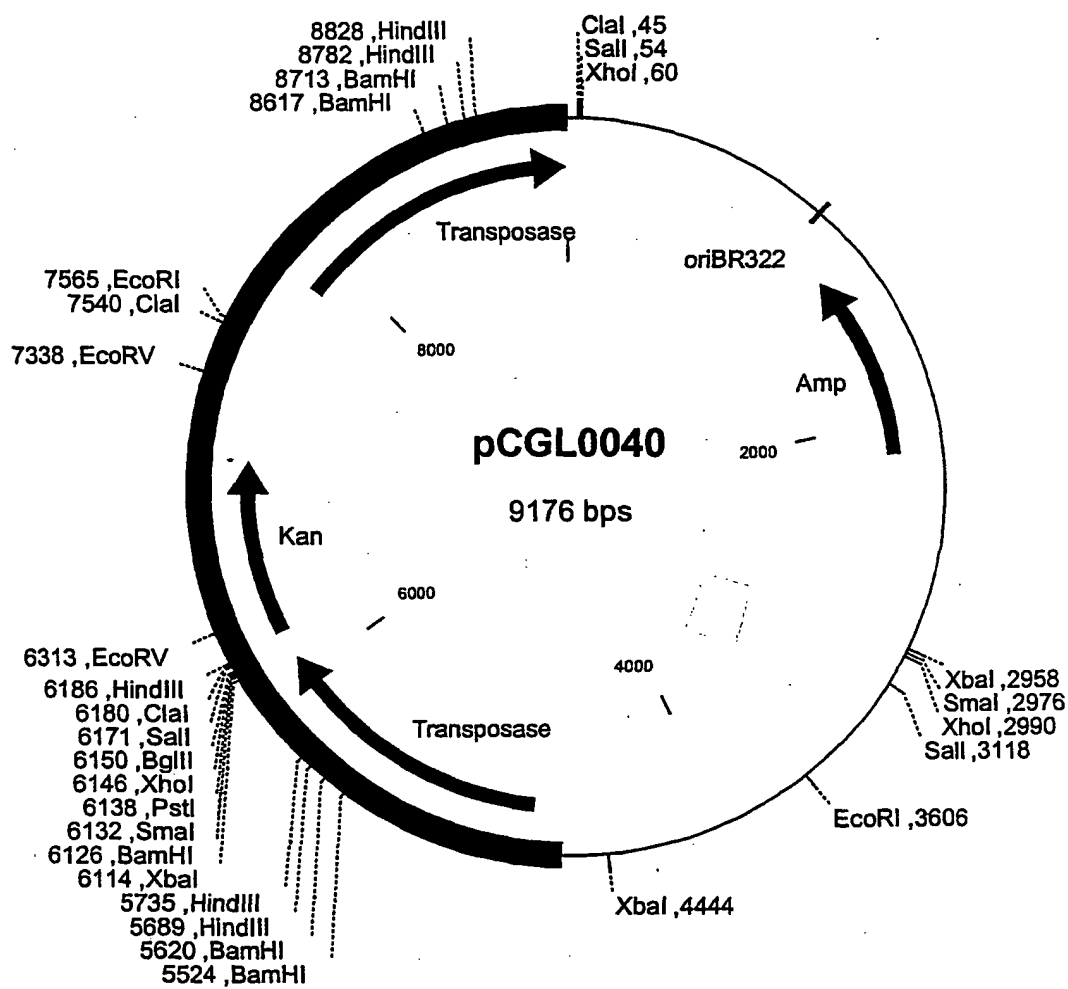 8828 ,HindIII
8782 ,HindIII
8713 ,BamHI
8617 ,BamHI
ClaI ,45
SalI ,54
XhoI ,60
Transposase
oriBR322
7565 ,EcoRI
7540 ,ClaI
7338 ,EcoRV
8000
Amp
pCGL0040
2000
9176 bps
Kan
6000
4000
6313 ,EcoRV
6186 ,HindIII
6180 ,ClaI
6171 ,SalI
6150 ,BglII
6146 ,XhoI
6138 ,PstI
6132 ,SmaI
6126 ,BamHI
6114 ,XbaI
5735 ,HindIII
5689 ,HindIII
5620 ,BamHI
5524 ,BamHI
Transposase
XbaI ,2958
SmaI ,2976
XhoI ,2990
SalI ,3118
EcoRI ,3606
XbaI ,4444